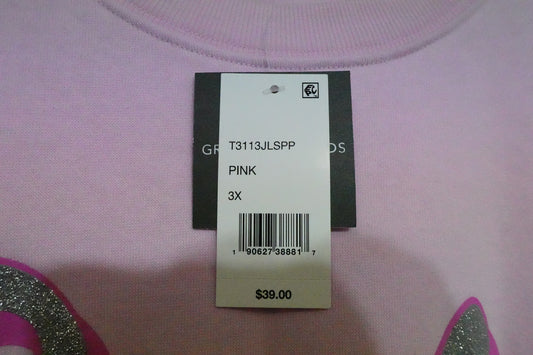 T3113JLSPP
PINK
3X
1 90627 38881 7
$39.00